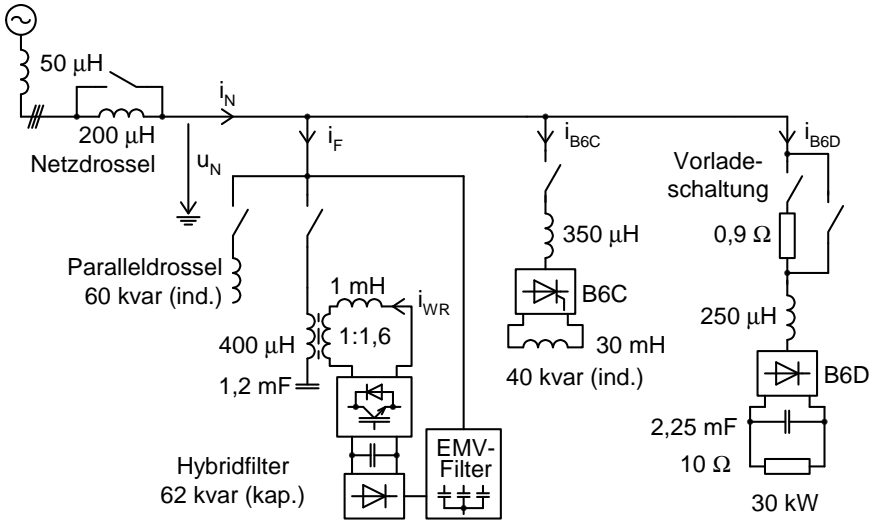 50 µH
200 µH
Netzdrossel
i_N
u_N
i_F
i_B6C
i_B6D
Vorlade-
schaltung
0,9 Ω
350 µH
Paralleldrossel
60 kvar (ind.)
1 mH
i_WR
400 µH
1:1,6
1,2 mF
B6C
30 mH
40 kvar (ind.)
250 µH
B6D
2,25 mF
10 Ω
30 kW
Hybridfilter
62 kvar (kap.)
EMV-
Filter